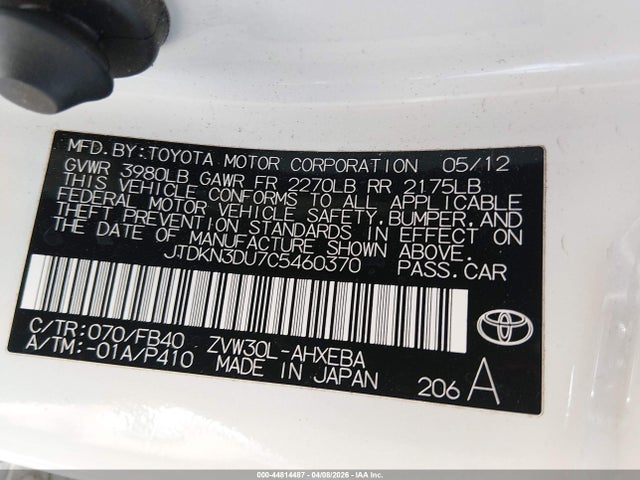 MFD. BY: TOYOTA MOTOR CORPORATION 05/12
GVWR 3980LB GAWR FR 2270LB RR 2175LB
THIS VEHICLE CONFORMS TO ALL APPLICABLE
FEDERAL MOTOR VEHICLE SAFETY, BUMPER, AND
THEFT PREVENTION STANDARDS IN EFFECT ON
THE DATE OF MANUFACTURE SHOWN ABOVE.
JTDKN3DU7C5460370 PASS. CAR
C/TR: 070/FB40 ZVW30L-AHXEBA
A/TM: -01A/P410 MADE IN JAPAN
206 A
000-44814487 - 04/08/2026 - IAA Inc.